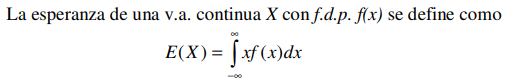 La esperanza de una v.a. continua X con f.d.p. f(x) se define como
E(X) = ∫_{-∞}^{∞} xf(x)dx